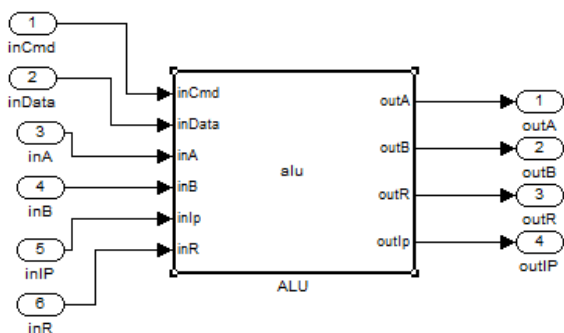 1
inCmd
2
inData
3
inA
4
inB
5
inIP
6
inR
inCmd
inData
inA
inB
inIp
inR
alu
outA
outB
outR
outIp
ALU
1
outA
2
outB
3
outR
4
outIP